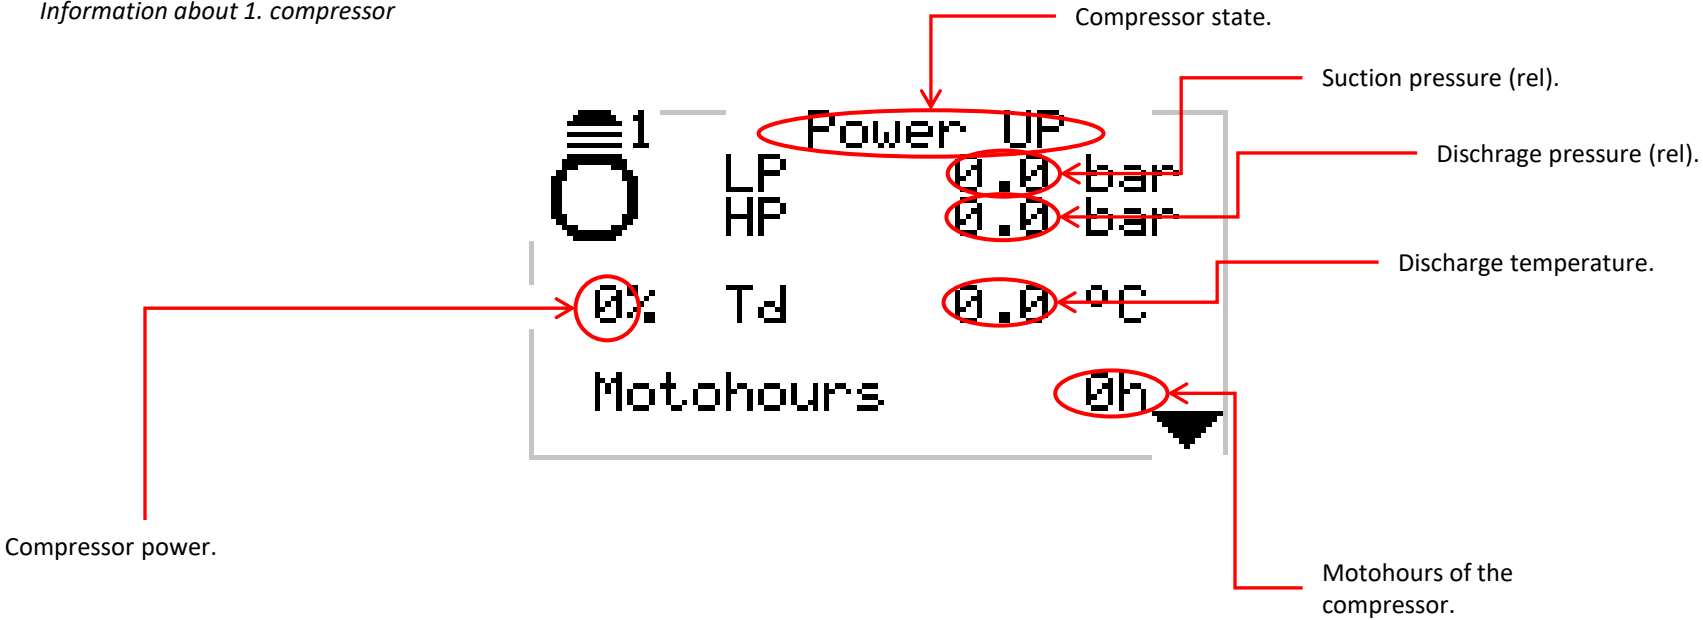 Information about 1. compressor
Compressor state.
Suction pressure (rel).
1 Power UP
LP 0.0 bar
Dischrage pressure (rel).
HP 0.0 bar
Discharge temperature.
0% Td 0.0 ºC
Motohours 0h
Compressor power.
Motohours of the
compressor.